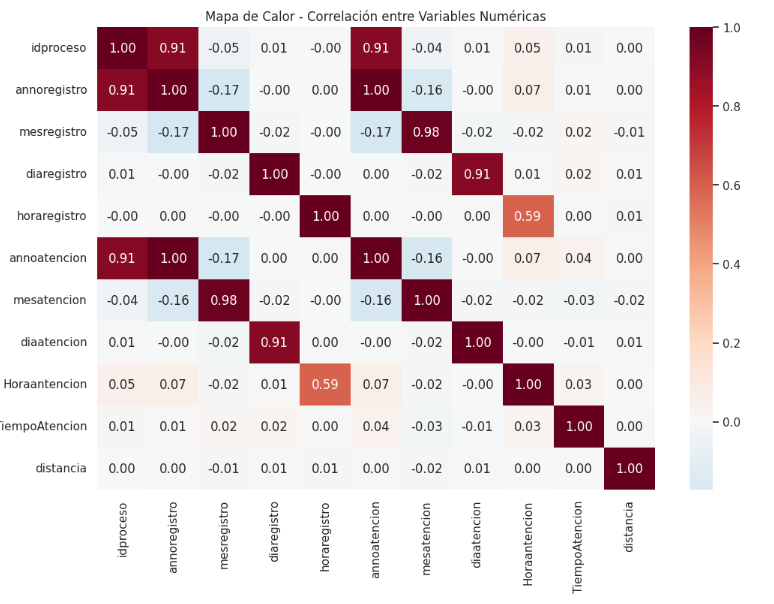 Mapa de Calor - Correlación entre Variables Numéricas
idproceso 1.00 0.91 -0.05 0.01 -0.00 0.91 -0.04 0.01 0.05 0.01 0.00
annoregistro 0.91 1.00 -0.17 -0.00 0.00 1.00 -0.16 -0.00 0.07 0.01 0.00
mesregistro -0.05 -0.17 1.00 -0.02 -0.00 -0.17 0.98 -0.02 -0.02 0.02 -0.01
diaregistro 0.01 -0.00 -0.02 1.00 -0.00 0.00 -0.02 0.91 0.01 0.02 0.01
horaregistro -0.00 0.00 -0.00 -0.00 1.00 0.00 -0.00 0.00 0.59 0.00 0.01
annoatencion 0.91 1.00 -0.17 0.00 0.00 1.00 -0.16 -0.00 0.07 0.04 0.00
mesatencion -0.04 -0.16 0.98 -0.02 -0.00 -0.16 1.00 -0.02 -0.02 -0.03 -0.02
diaatencion 0.01 -0.00 -0.02 0.91 0.00 -0.00 -0.02 1.00 -0.00 -0.01 0.01
Horaantencion 0.05 0.07 -0.02 0.01 0.59 0.07 -0.02 -0.00 1.00 0.03 0.00
iempoAtencion 0.01 0.01 0.02 0.02 0.00 0.04 -0.03 -0.01 0.03 1.00 0.00
distancia 0.00 0.00 -0.01 0.01 0.01 0.00 -0.02 0.01 0.00 0.00 1.00
idproceso annoregistro mesregistro diaregistro horaregistro annoatencion mesatencion diaatencion Horaantencion TiempoAtencion distancia
1.0
0.8
0.6
0.4
0.2
0.0